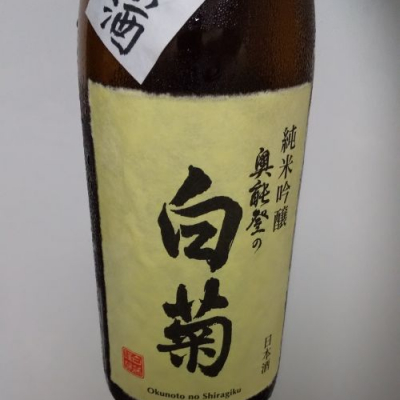 酒
純米吟醸
奥能登の
白菊
日本酒
Okunoto no Shiragiku